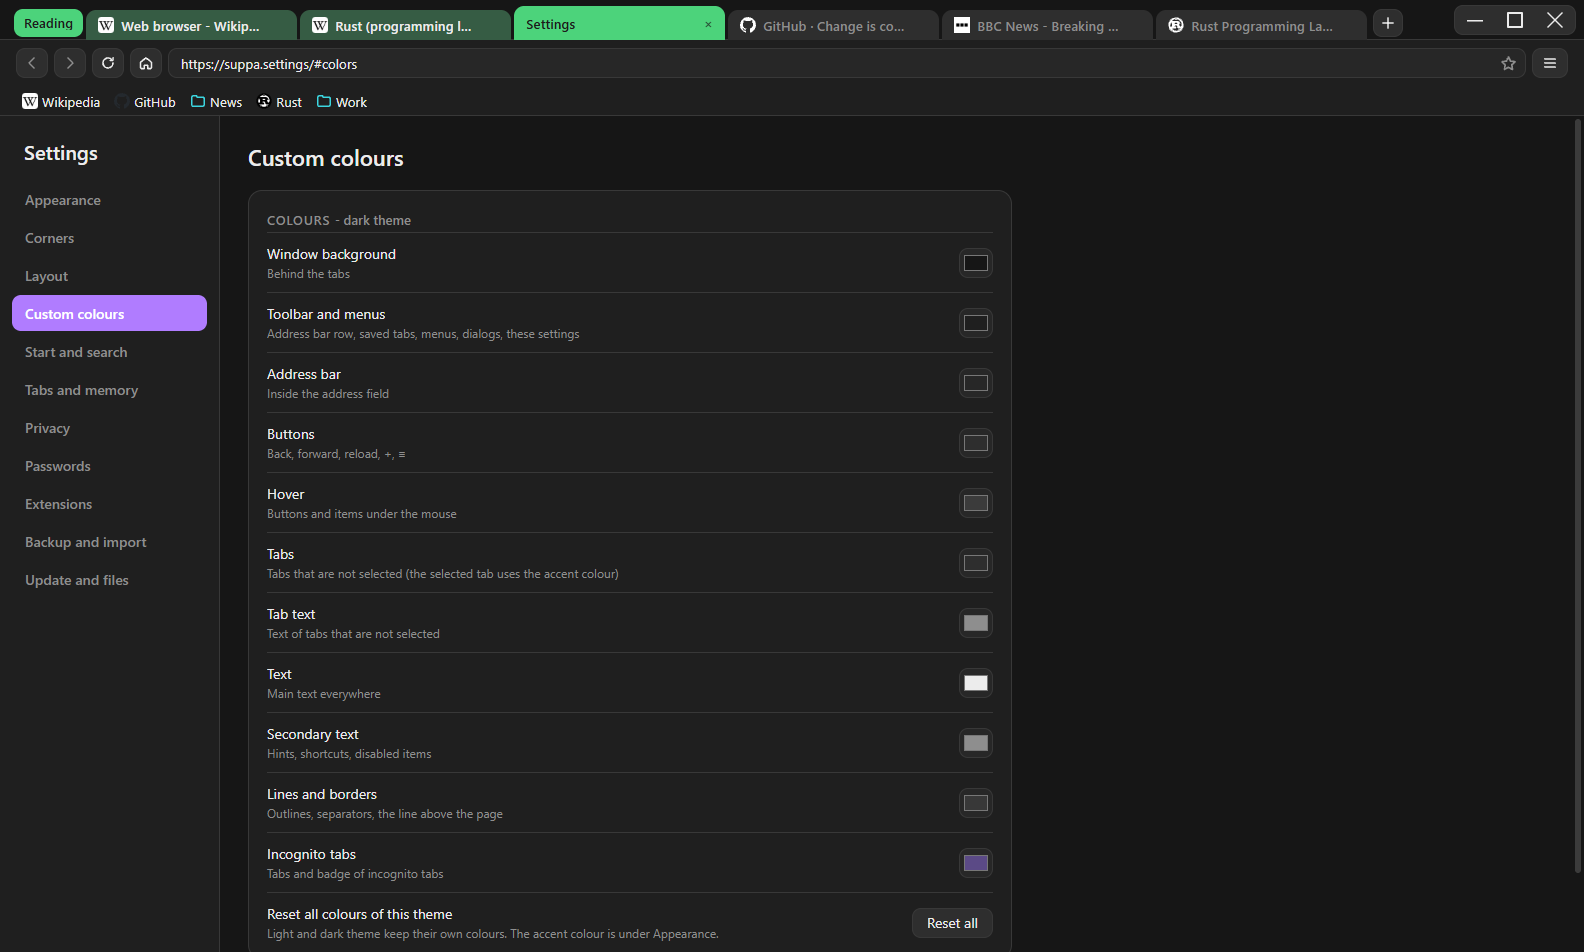 Reading
Web browser - Wikip...
Rust (programming l...
Settings
GitHub · Change is co...
BBC News - Breaking ...
Rust Programming La...
https://suppa.settings/#colors
Wikipedia
GitHub
News
Rust
Work
Settings
Appearance
Corners
Layout
Custom colours
Start and search
Tabs and memory
Privacy
Passwords
Extensions
Backup and import
Update and files
Custom colours
COLOURS - dark theme
Window background
Behind the tabs
Toolbar and menus
Address bar row, saved tabs, menus, dialogs, these settings
Address bar
Inside the address field
Buttons
Back, forward, reload, +, ≡
Hover
Buttons and items under the mouse
Tabs
Tabs that are not selected (the selected tab uses the accent colour)
Tab text
Text of tabs that are not selected
Text
Main text everywhere
Secondary text
Hints, shortcuts, disabled items
Lines and borders
Outlines, separators, the line above the page
Incognito tabs
Tabs and badge of incognito tabs
Reset all colours of this theme
Light and dark theme keep their own colours. The accent colour is under Appearance.
Reset all